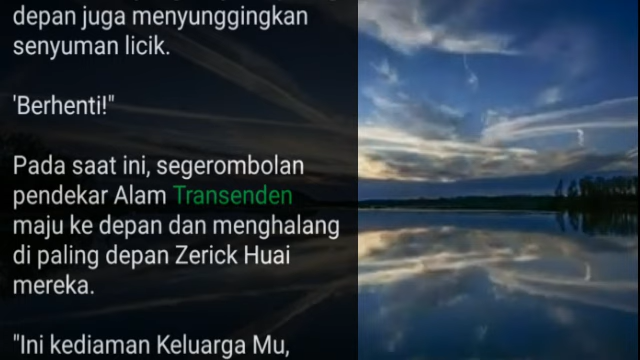 depan juga menyunggingkan
senyuman licik.
'Berhenti!"
Pada saat ini, segerombolan
pendekar Alam Transenden
maju ke depan dan menghalang
di paling depan Zerick Huai
mereka.
"Ini kediaman Keluarga Mu,